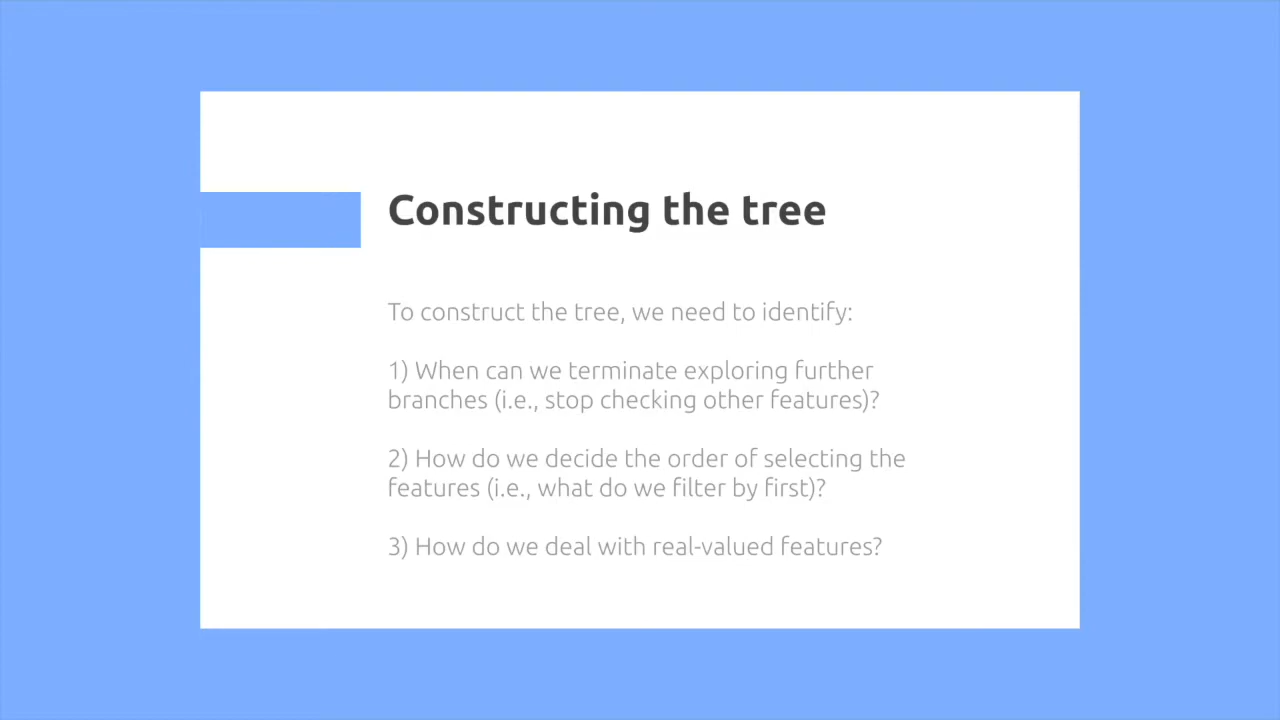 Constructing the tree
To construct the tree, we need to identify:
1) When can we terminate exploring further
branches (i.e., stop checking other features)?
2) How do we decide the order of selecting the
features (i.e., what do we filter by first)?
3) How do we deal with real-valued features?